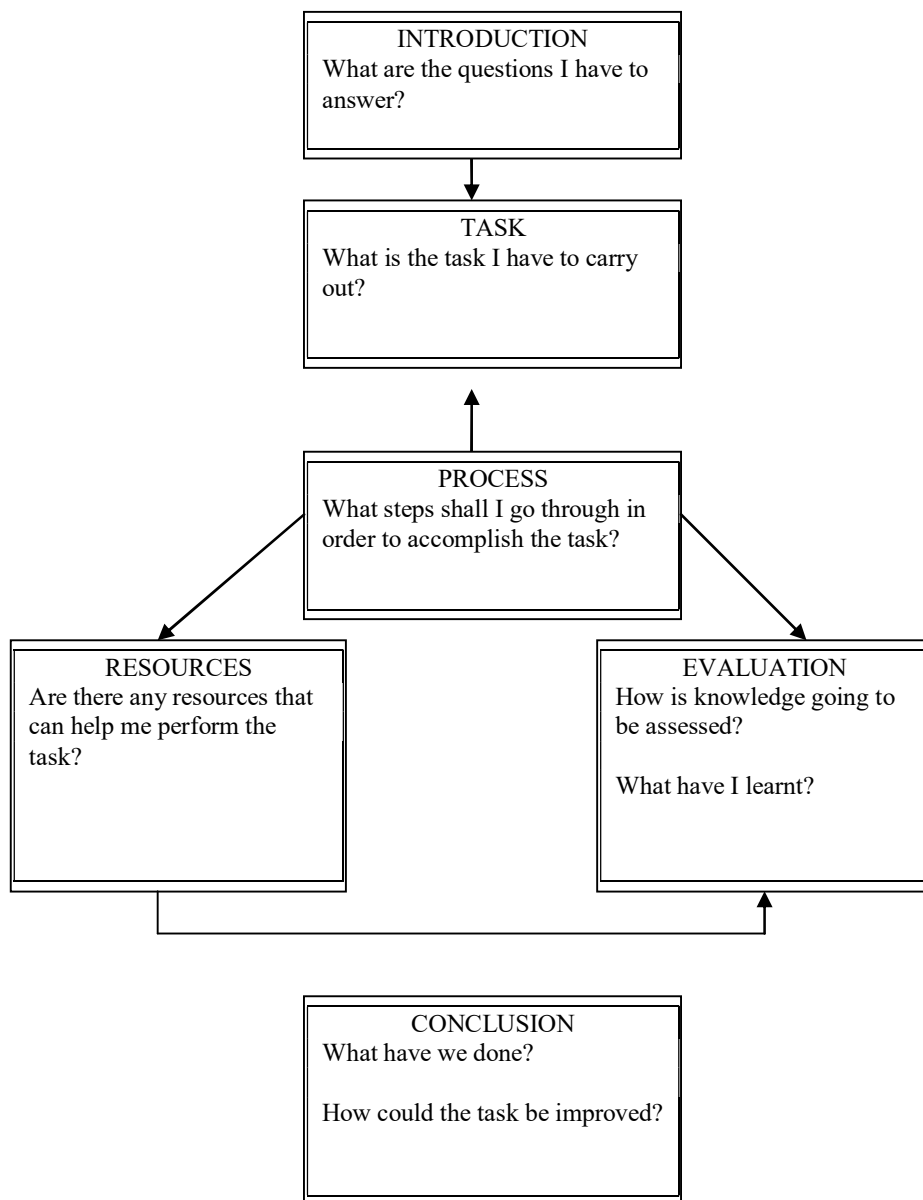 INTRODUCTION
What are the questions I have to
answer?
TASK
What is the task I have to carry
out?
PROCESS
What steps shall I go through in
order to accomplish the task?
RESOURCES
Are there any resources that
can help me perform the
task?
EVALUATION
How is knowledge going to
be assessed?
What have I learnt?
CONCLUSION
What have we done?
How could the task be improved?